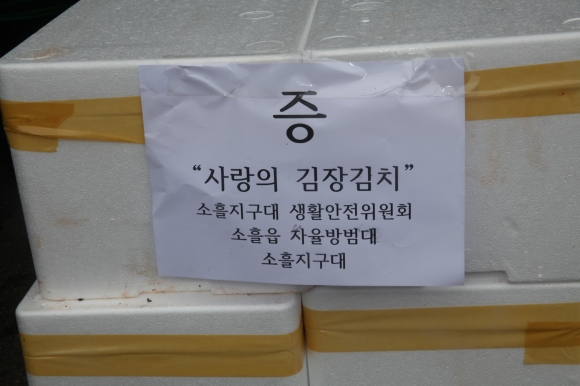 증
“사랑의 김장김치”
소흘지구대 생활안전위원회
소흘읍 자율방범대
소흘지구대